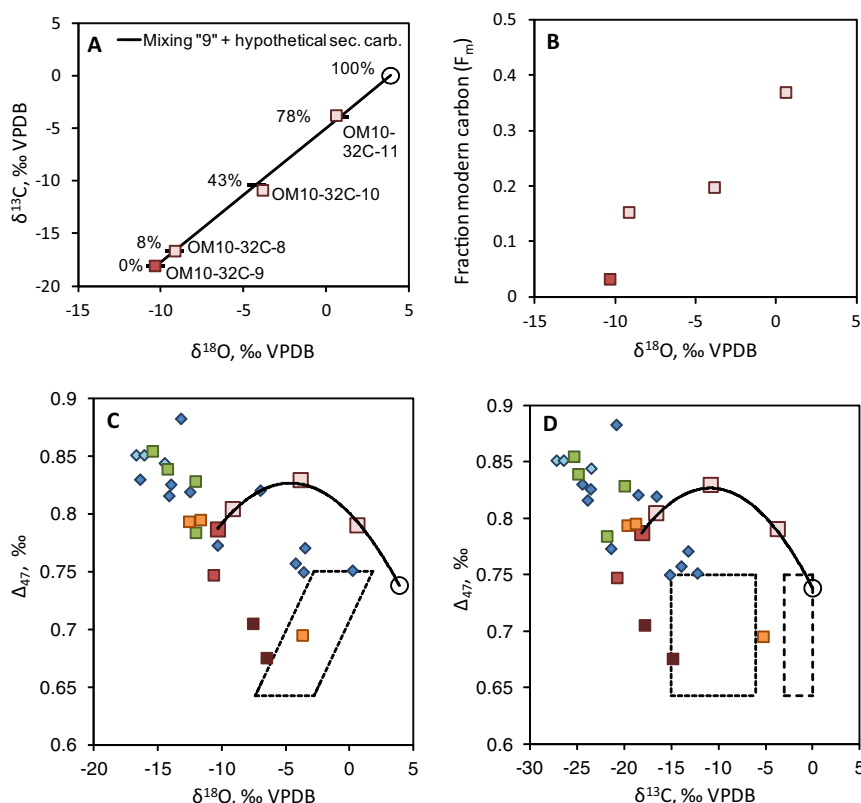 A
Mixing "9" + hypothetical sec. carb.
100%
78%
OM10-
32C-11
43%
OM10-32C-10
8%
OM10-32C-8
0%
OM10-32C-9
5
0
-5
-10
-15
-20
-15 -10 -5 0 5
δ13C, ‰ VPDB
δ18O, ‰ VPDB
B
0.5
0.4
0.3
0.2
0.1
0
-15 -10 -5 0 5
Fraction modern carbon (Fm)
δ18O, ‰ VPDB
C
0.9
0.85
0.8
0.75
0.7
0.65
0.6
-20 -15 -10 -5 0 5
Δ47, ‰
δ18O, ‰ VPDB
D
0.9
0.85
0.8
0.75
0.7
0.65
0.6
-30 -25 -20 -15 -10 -5 0 5
Δ47, ‰
δ13C, ‰ VPDB